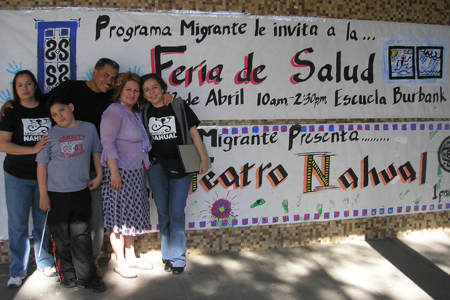 Programa Migrante le invita a la ...
Feria de Salud
de Abril 10am-2:30pm Escuela Burbank
Migrante Presenta..........
Teatro Nahual
NAHUAL
NAHUAL